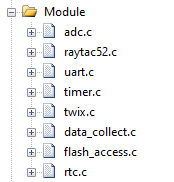 Module
adc.c
raytac52.c
uart.c
timer.c
twix.c
data_collect.c
flash_access.c
rtc.c